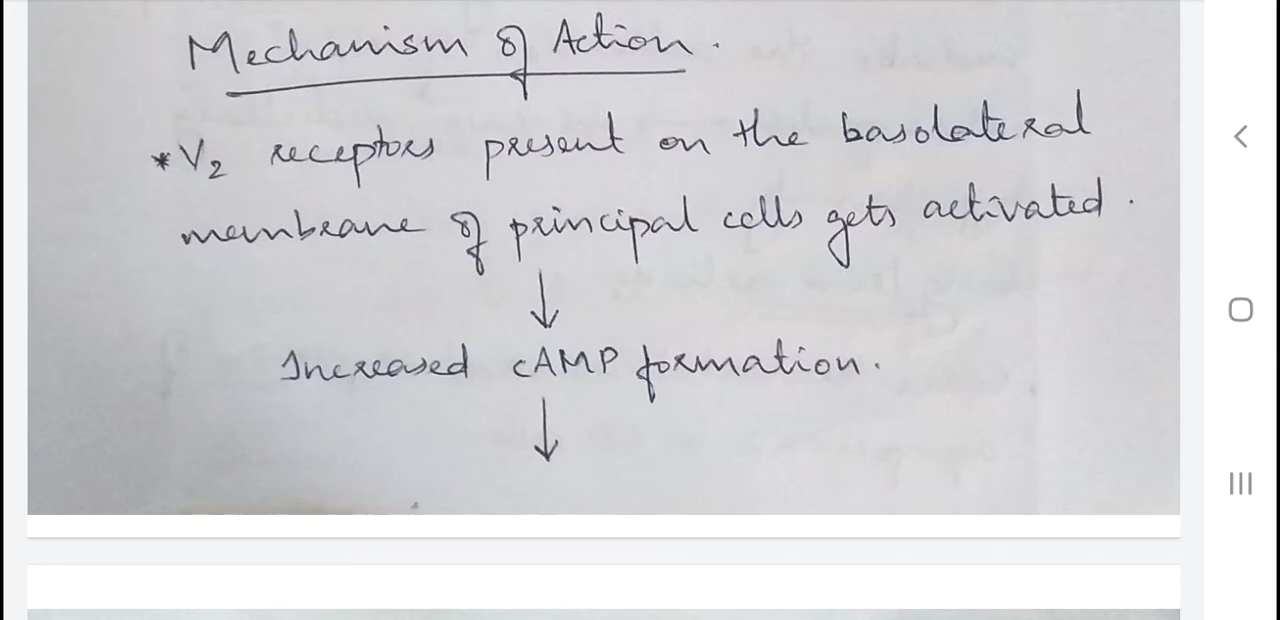 Mechanism of Action.
*V₂ receptors present on the basolateral
membrane of principal cells gets activated.
↓
Increased cAMP formation.
↓